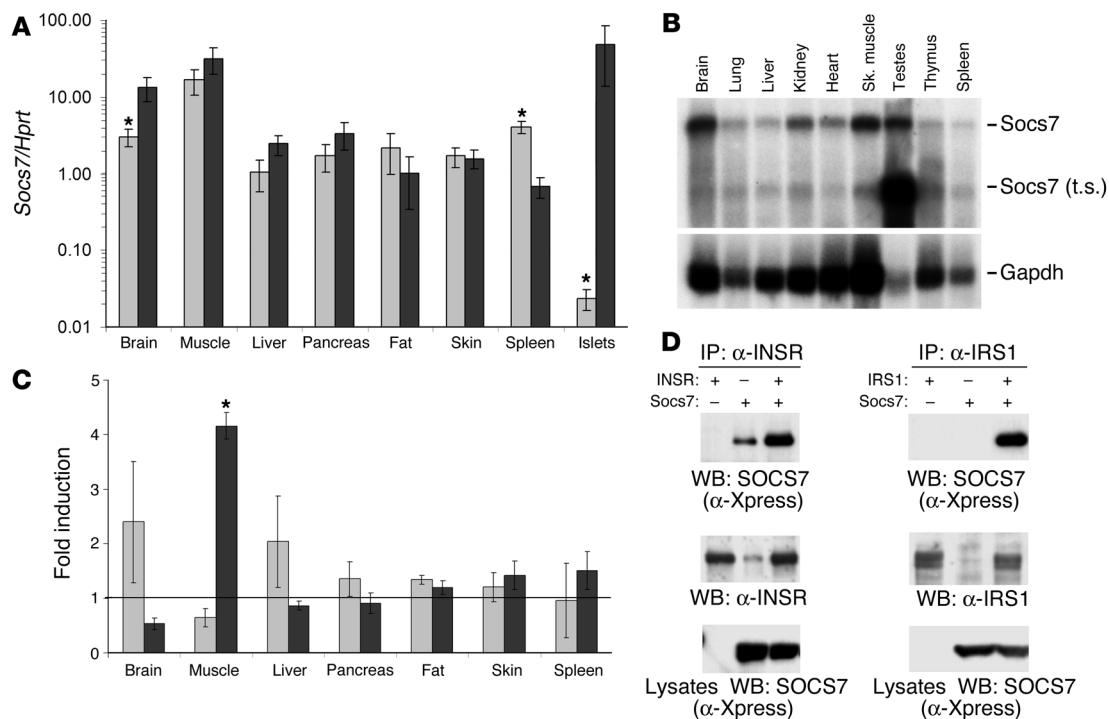 A
100.00
10.00
1.00
0.10
0.01
Socs7/Hprt
*
*
*
Brain Muscle Liver Pancreas Fat Skin Spleen Islets
B
Brain Lung Liver Kidney Heart Sk. muscle Testes Thymus Spleen
–Socs7
–Socs7 (t.s.)
–Gapdh
C
5
4
3
2
1
0
Fold induction
*
Brain Muscle Liver Pancreas Fat Skin Spleen
D
IP: α-INSR
INSR: + – +
Socs7: – + +
WB: SOCS7
(α-Xpress)
WB: α-INSR
Lysates WB: SOCS7
(α-Xpress)
IP: α-IRS1
IRS1: + – +
Socs7: – + +
WB: SOCS7
(α-Xpress)
WB: α-IRS1
Lysates WB: SOCS7
(α-Xpress)